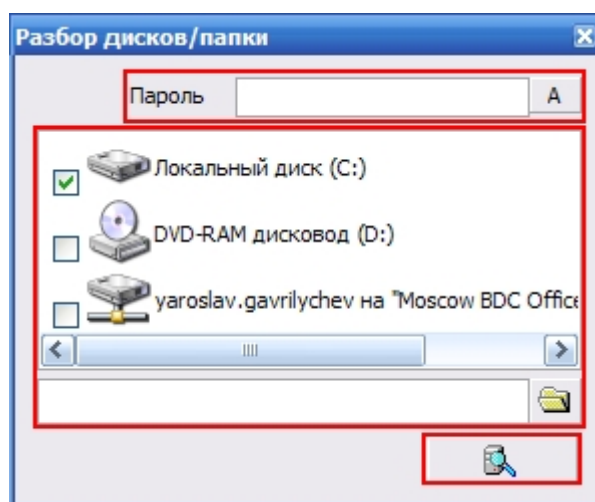 Разбор дисков/папки
Пароль
A
Локальный диск (C:)
DVD-RAM дисковод (D:)
yaroslav.gavrilychev на "Moscow BDC Office